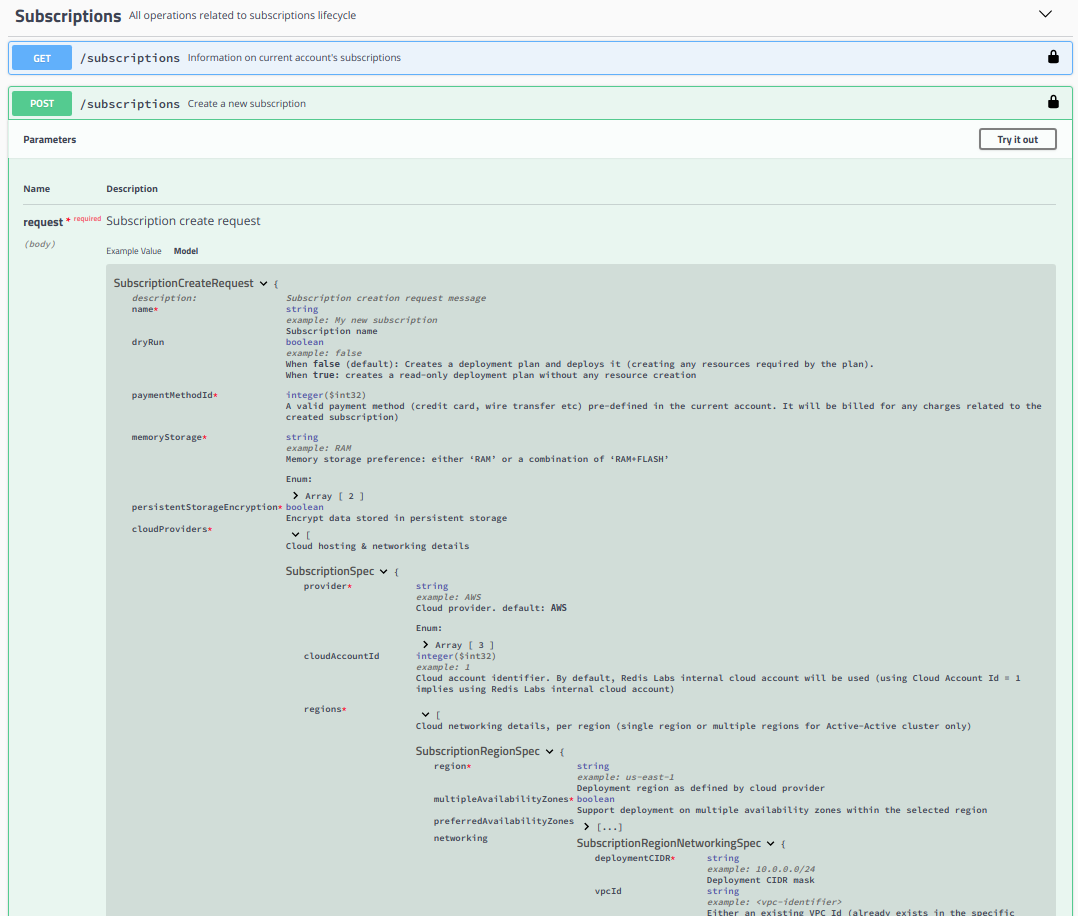 Subscriptions All operations related to subscriptions lifecycle
GET /subscriptions Information on current account's subscriptions
POST /subscriptions Create a new subscription
Parameters Try it out
Name Description
request * required Subscription create request
(body)
Example Value Model
SubscriptionCreateRequest {
description: Subscription creation request message
name* string
example: My new subscription
Subscription name
dryRun boolean
example: false
When false (default): Creates a deployment plan and deploys it (creating any resources required by the plan).
When true: creates a read-only deployment plan without any resource creation
paymentMethodId* integer($int32)
A valid payment method (credit card, wire transfer etc) pre-defined in the current account. It will be billed for any charges related to the
created subscription)
memoryStorage* string
example: RAM
Memory storage preference: either ‘RAM’ or a combination of ‘RAM+FLASH’
Enum:
Array [ 2 ]
persistentStorageEncryption* boolean
Encrypt data stored in persistent storage
cloudProviders* [
Cloud hosting & networking details
SubscriptionSpec {
provider* string
example: AWS
Cloud provider. default: AWS
Enum:
Array [ 3 ]
cloudAccountId integer($int32)
example: 1
Cloud account identifier. By default, Redis Labs internal cloud account will be used (using Cloud Account Id = 1
implies using Redis Labs internal cloud account)
regions* [
Cloud networking details, per region (single region or multiple regions for Active-Active cluster only)
SubscriptionRegionSpec {
region* string
example: us-east-1
Deployment region as defined by cloud provider
multipleAvailabilityZones* boolean
Support deployment on multiple availability zones within the selected region
preferredAvailabilityZones [...]
networking SubscriptionRegionNetworkingSpec {
deploymentCIDR* string
example: 10.0.0.0/24
Deployment CIDR mask
vpcId string
example: <vpc-identifier>
Either an existing VPC Id (already exists in the specific